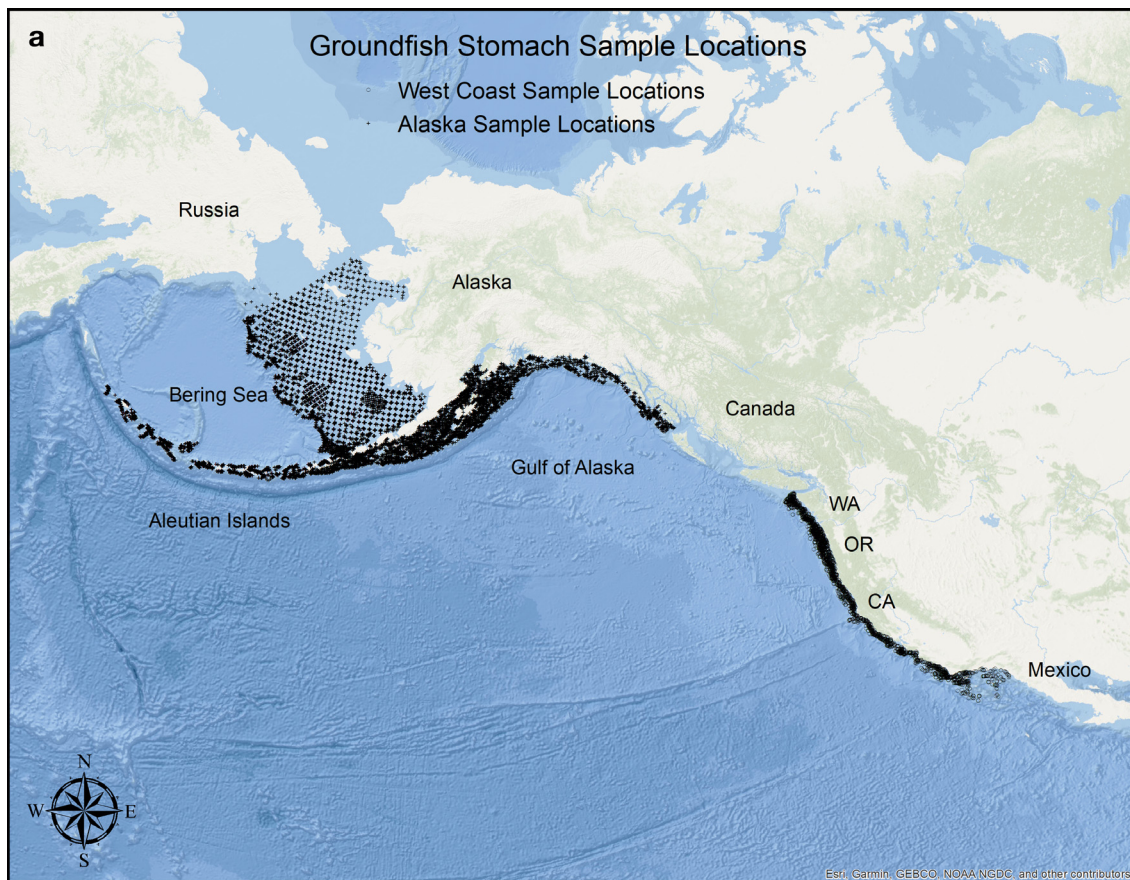 a
Groundfish Stomach Sample Locations
West Coast Sample Locations
Alaska Sample Locations
Russia
Alaska
Bering Sea
Canada
Gulf of Alaska
Aleutian Islands
WA
OR
CA
Mexico
N
W E
S
Esri, Garmin, GEBCO, NOAA NGDC, and other contributors